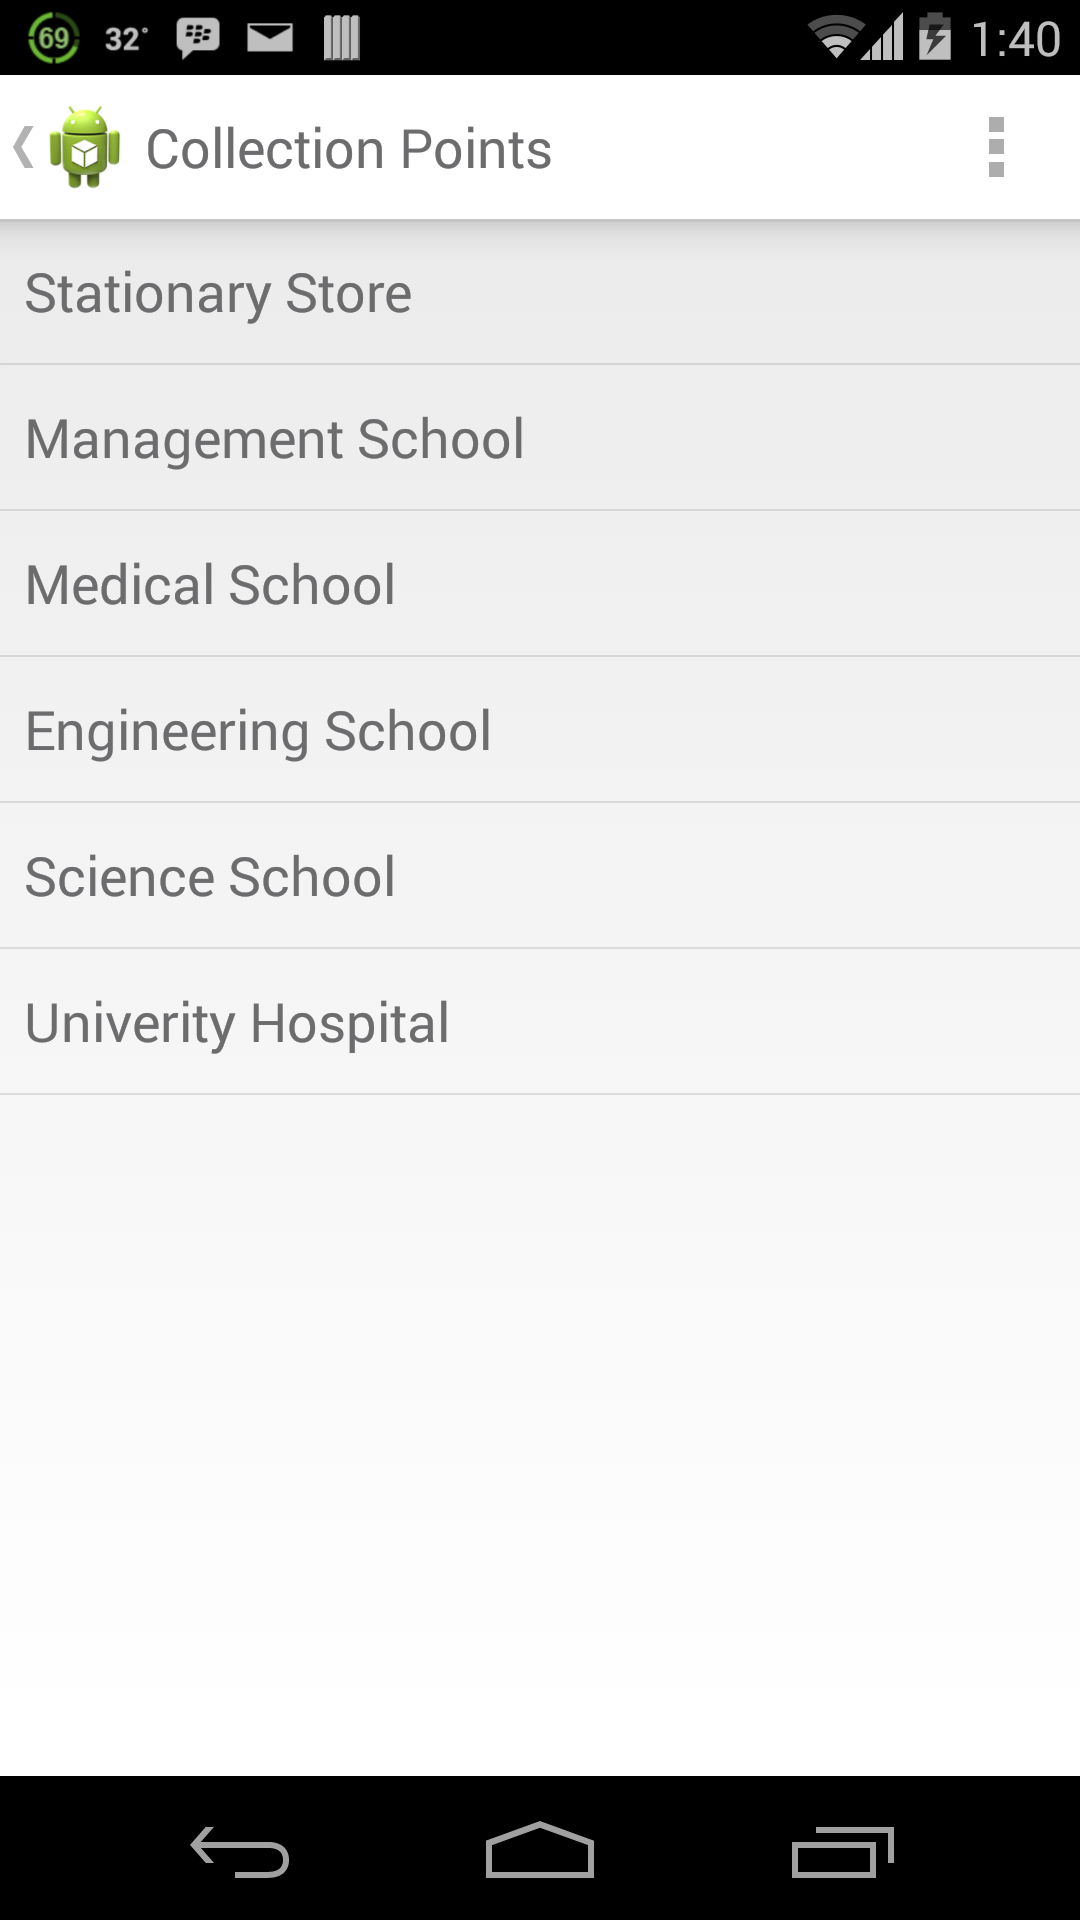 69 32° 1:40
Collection Points
Stationary Store
Management School
Medical School
Engineering School
Science School
Univerity Hospital